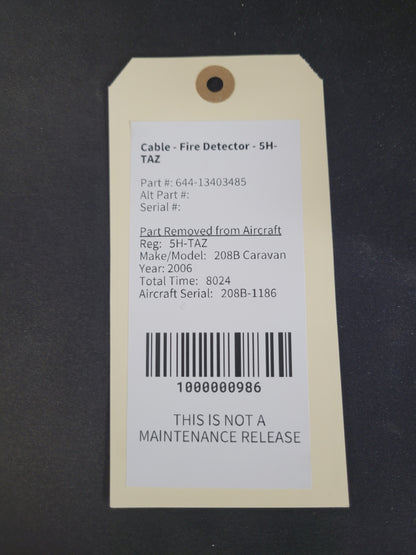 Cable - Fire Detector - 5H-
TAZ
Part #: 644-13403485
Alt Part #:
Serial #:
Part Removed from Aircraft
Reg: 5H-TAZ
Make/Model: 208B Caravan
Year: 2006
Total Time: 8024
Aircraft Serial: 208B-1186
1000000986
THIS IS NOT A
MAINTENANCE RELEASE